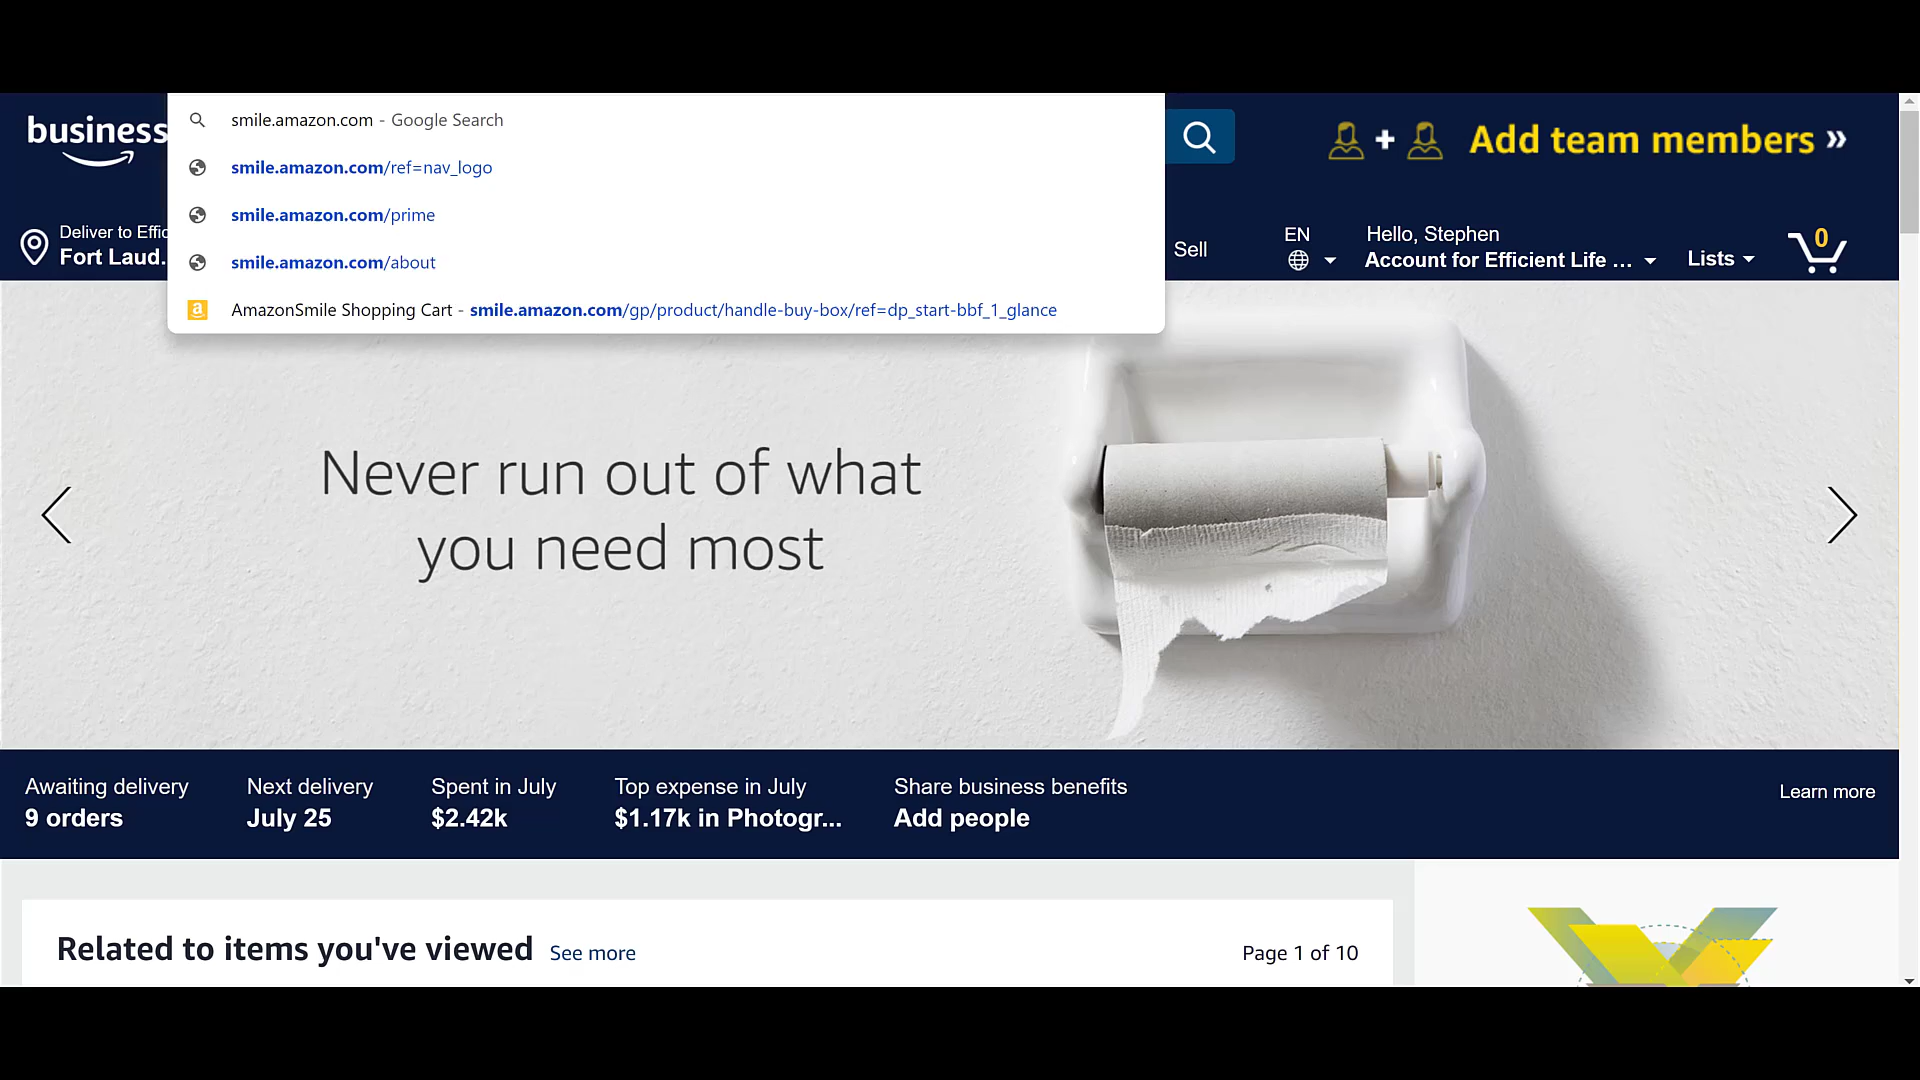 business
smile.amazon.com - Google Search
smile.amazon.com/ref=nav_logo
smile.amazon.com/prime
smile.amazon.com/about
AmazonSmile Shopping Cart - smile.amazon.com/gp/product/handle-buy-box/ref=dp_start-bbf_1_glance
+ Add team members »
Deliver to Effic
Fort Laud.
Sell
EN
Hello, Stephen
Account for Efficient Life ...
Lists
0
Never run out of what
you need most
Awaiting delivery
9 orders
Next delivery
July 25
Spent in July
$2.42k
Top expense in July
$1.17k in Photogr...
Share business benefits
Add people
Learn more
Related to items you've viewed See more
Page 1 of 10